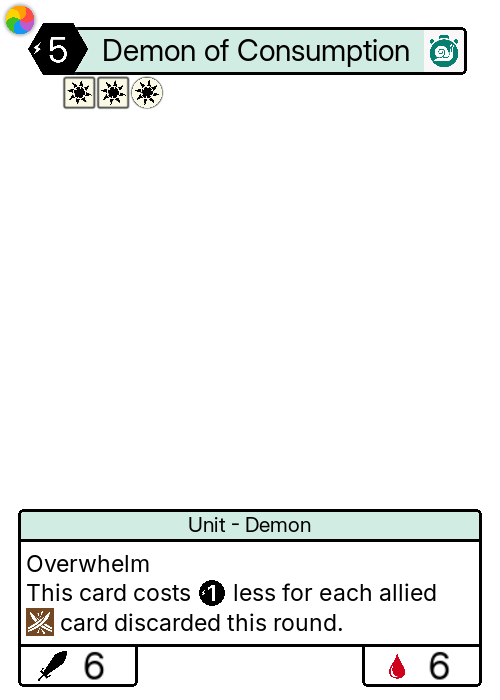 5
Demon of Consumption
Unit - Demon
Overwhelm
This card costs 1 less for each allied
card discarded this round.
6
6